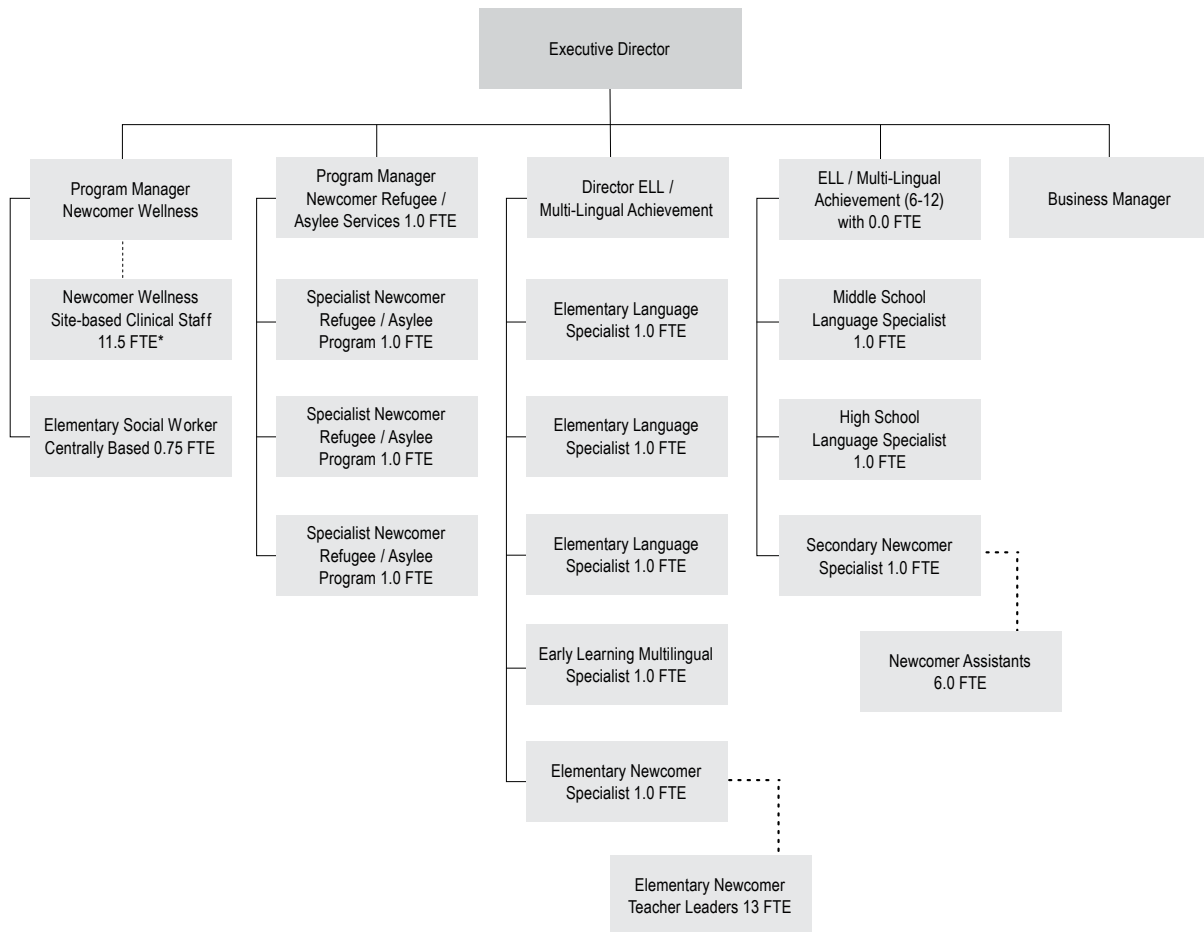 Executive Director
Program Manager
Newcomer Wellness
Newcomer Wellness
Site-based Clinical Staff
11.5 FTE*
Elementary Social Worker
Centrally Based 0.75 FTE
Program Manager
Newcomer Refugee /
Asylee Services 1.0 FTE
Specialist Newcomer
Refugee / Asylee
Program 1.0 FTE
Specialist Newcomer
Refugee / Asylee
Program 1.0 FTE
Specialist Newcomer
Refugee / Asylee
Program 1.0 FTE
Director ELL /
Multi-Lingual Achievement
Elementary Language
Specialist 1.0 FTE
Elementary Language
Specialist 1.0 FTE
Elementary Language
Specialist 1.0 FTE
Early Learning Multilingual
Specialist 1.0 FTE
Elementary Newcomer
Specialist 1.0 FTE
Elementary Newcomer
Teacher Leaders 13 FTE
ELL / Multi-Lingual
Achievement (6-12)
with 0.0 FTE
Middle School
Language Specialist
1.0 FTE
High School
Language Specialist
1.0 FTE
Secondary Newcomer
Specialist 1.0 FTE
Newcomer Assistants
6.0 FTE
Business Manager